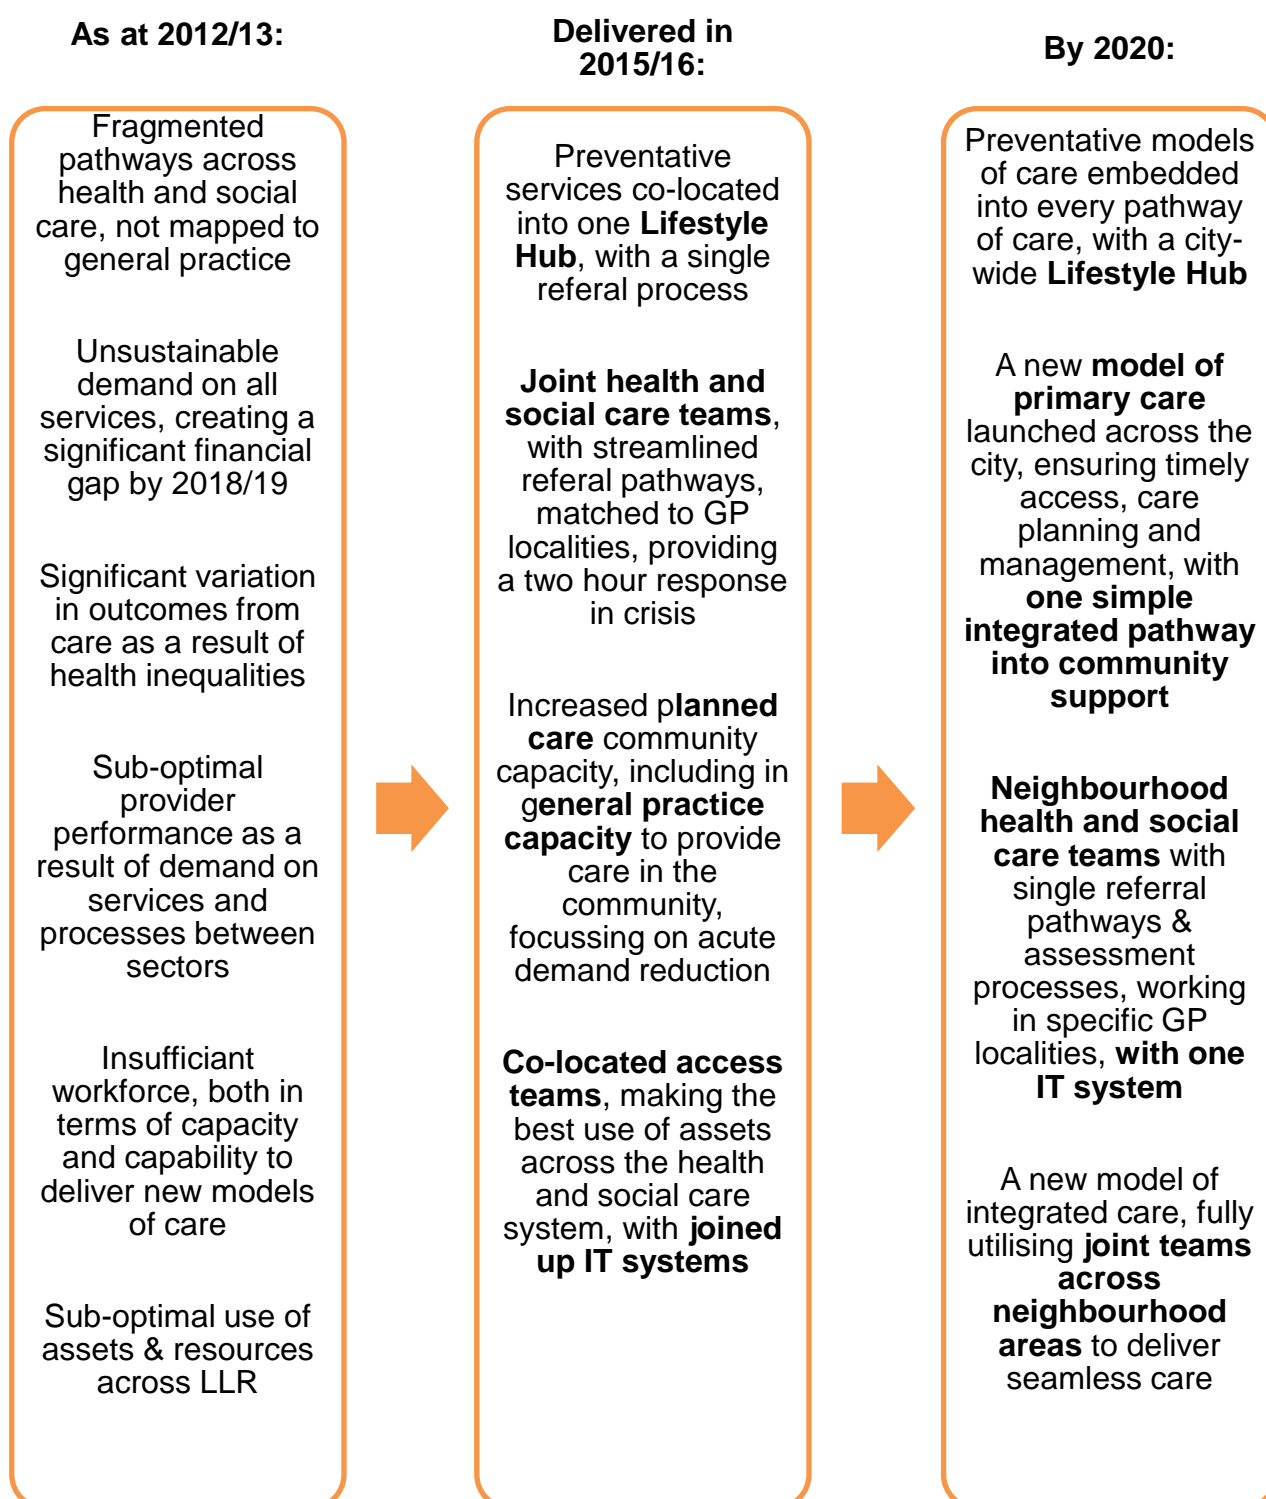 As at 2012/13:
Fragmented
pathways across
health and social
care, not mapped to
general practice
Unsustainable
demand on all
services, creating a
significant financial
gap by 2018/19
Significant variation
in outcomes from
care as a result of
health inequalities
Sub-optimal
provider
performance as a
result of demand on
services and
processes between
sectors
Insufficiant
workforce, both in
terms of capacity
and capability to
deliver new models
of care
Sub-optimal use of
assets & resources
across LLR
Delivered in
2015/16:
Preventative
services co-located
into one Lifestyle
Hub, with a single
referal process
Joint health and
social care teams,
with streamlined
referal pathways,
matched to GP
localities, providing
a two hour response
in crisis
Increased planned
care community
capacity, including in
general practice
capacity to provide
care in the
community,
focussing on acute
demand reduction
Co-located access
teams, making the
best use of assets
across the health
and social care
system, with joined
up IT systems
By 2020:
Preventative models
of care embedded
into every pathway
of care, with a city-
wide Lifestyle Hub
A new model of
primary care
launched across the
city, ensuring timely
access, care
planning and
management, with
one simple
integrated pathway
into community
support
Neighbourhood
health and social
care teams with
single referral
pathways &
assessment
processes, working
in specific GP
localities, with one
IT system
A new model of
integrated care, fully
utilising joint teams
across
neighbourhood
areas to deliver
seamless care